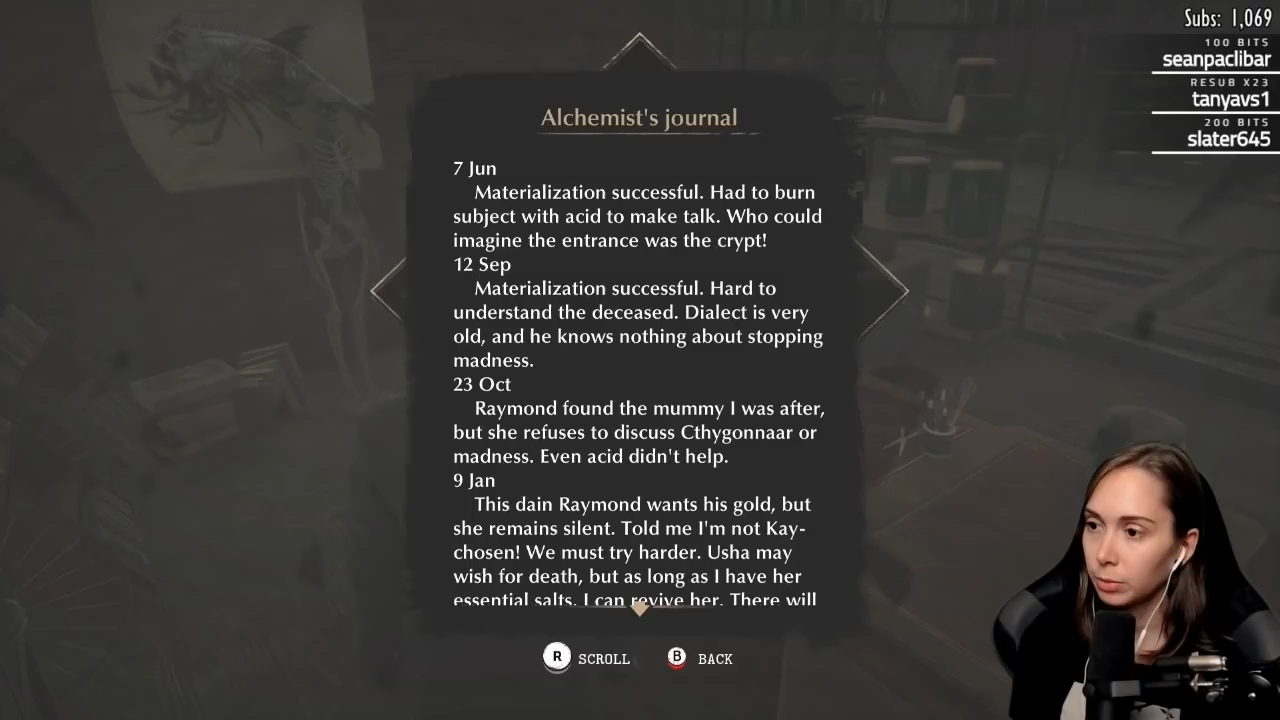 Subs: 1,069
100 BITS
seanpaclibar
RESUB X23
tanyavs1
200 BITS
slater645
Alchemist's journal
7 Jun
Materialization successful. Had to burn
subject with acid to make talk. Who could
imagine the entrance was the crypt!
12 Sep
Materialization successful. Hard to
understand the deceased. Dialect is very
old, and he knows nothing about stopping
madness.
23 Oct
Raymond found the mummy I was after,
but she refuses to discuss Cthygonnaar or
madness. Even acid didn't help.
9 Jan
This dain Raymond wants his gold, but
she remains silent. Told me I'm not Kay-
chosen! We must try harder. Usha may
wish for death, but as long as I have her
essential salts, I can revive her. There will
R SCROLL B BACK